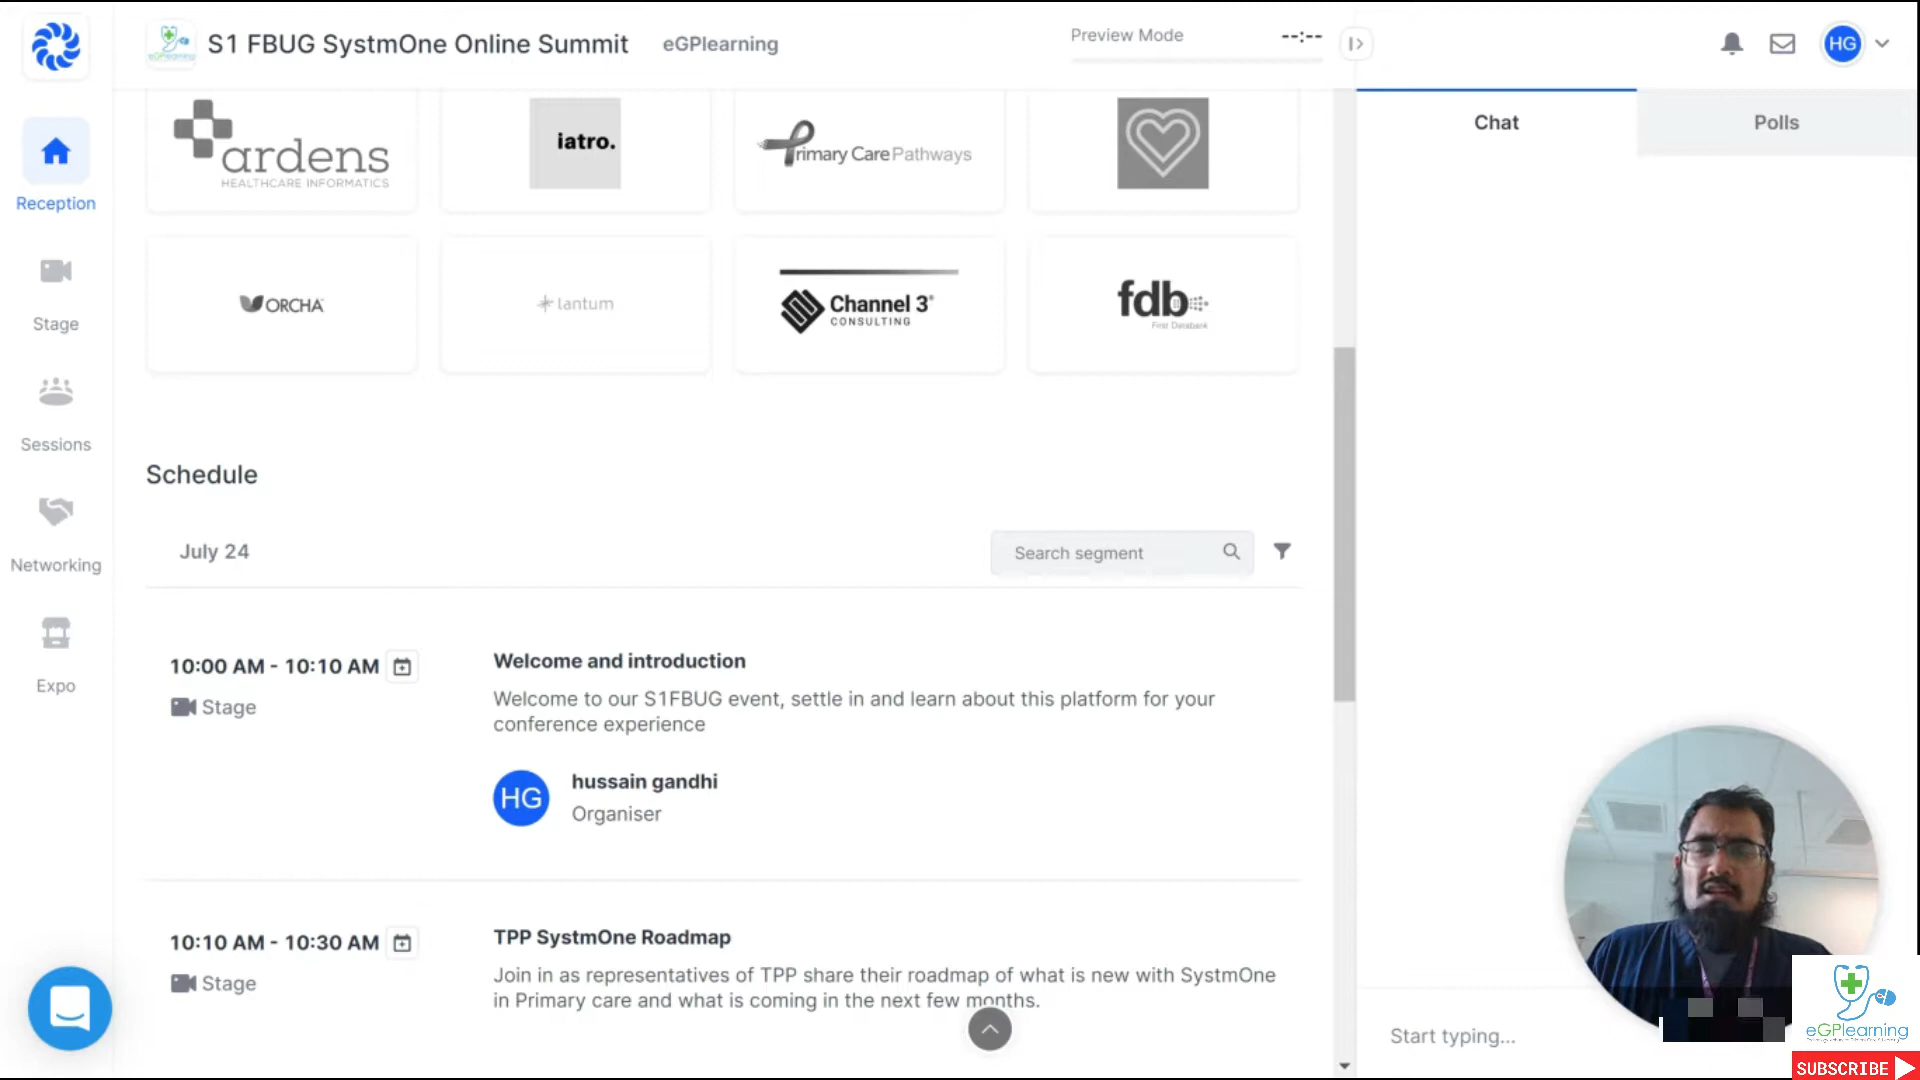 S1 FBUG SystmOne Online Summit
eGPlearning
Preview Mode
--:--
HG
eGPlearning
Reception
Stage
Sessions
Networking
Expo
ardens
HEALTHCARE INFORMATICS
iatro.
Primary Care Pathways
ORCHA
lantum
Channel 3
CONSULTING
fdb
First Databank
Chat
Polls
Schedule
July 24
Search segment
10:00 AM - 10:10 AM
Stage
Welcome and introduction
Welcome to our S1FBUG event, settle in and learn about this platform for your
conference experience
HG
hussain gandhi
Organiser
10:10 AM - 10:30 AM
Stage
TPP SystmOne Roadmap
Join in as representatives of TPP share their roadmap of what is new with SystmOne
in Primary care and what is coming in the next few months.
Start typing...
eGPlearning
SUBSCRIBE